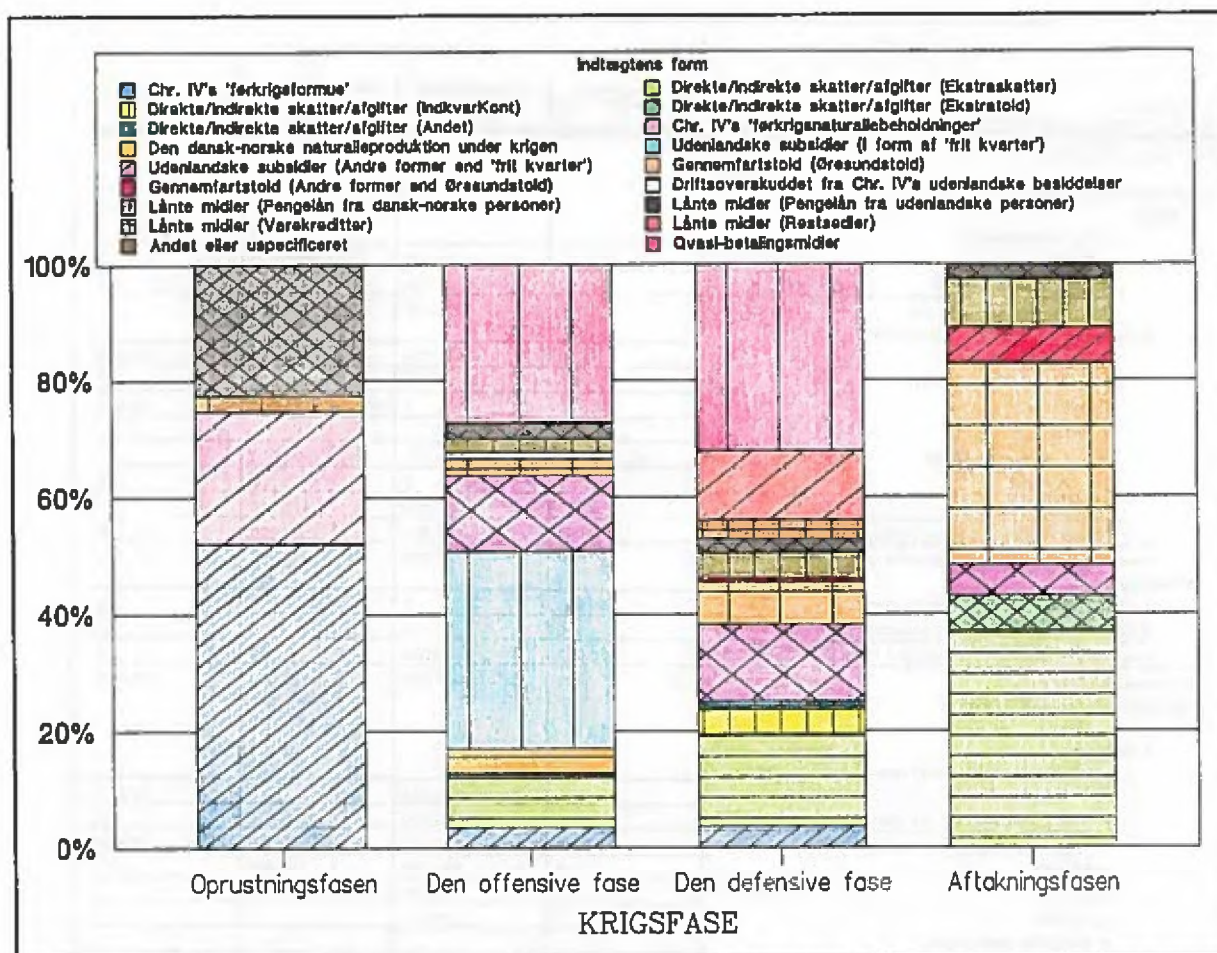 Indtægtens form
Chr. IV's 'førkrigsformue'
Direkte/indirekte skatter/afgifter (IndkvarKont)
Direkte/indirekte skatter/afgifter (Andet)
Den dansk-norske naturalieproduktion under krigen
Udenlandske subsidier (Andre former end 'frit kvarter')
Gennemfartstold (Andre former end Øresundstold)
Lånte midler (Pengelån fra dansk-norske personer)
Lånte midler (Varekreditter)
Andet eller uspecificeret
Direkte/indirekte skatter/afgifter (Ekstraskatter)
Direkte/indirekte skatter/afgifter (Ekstratold)
Chr. IV's 'førkrigsnaturaliebeholdninger'
Udenlandske subsidier (I form af 'frit kvarter')
Gennemfartstold (Øresundstold)
Driftsoverskuddet fra Chr. IV's udenlandske besiddelser
Lånte midler (Pengelån fra udenlandske personer)
Lånte midler (Restsedler)
Qvasi-betalingsmidler
100%
80%
60%
40%
20%
0%
Oprustningsfasen Den offensive fase Den defensive fase Aftakningsfasen
KRIGSFASE